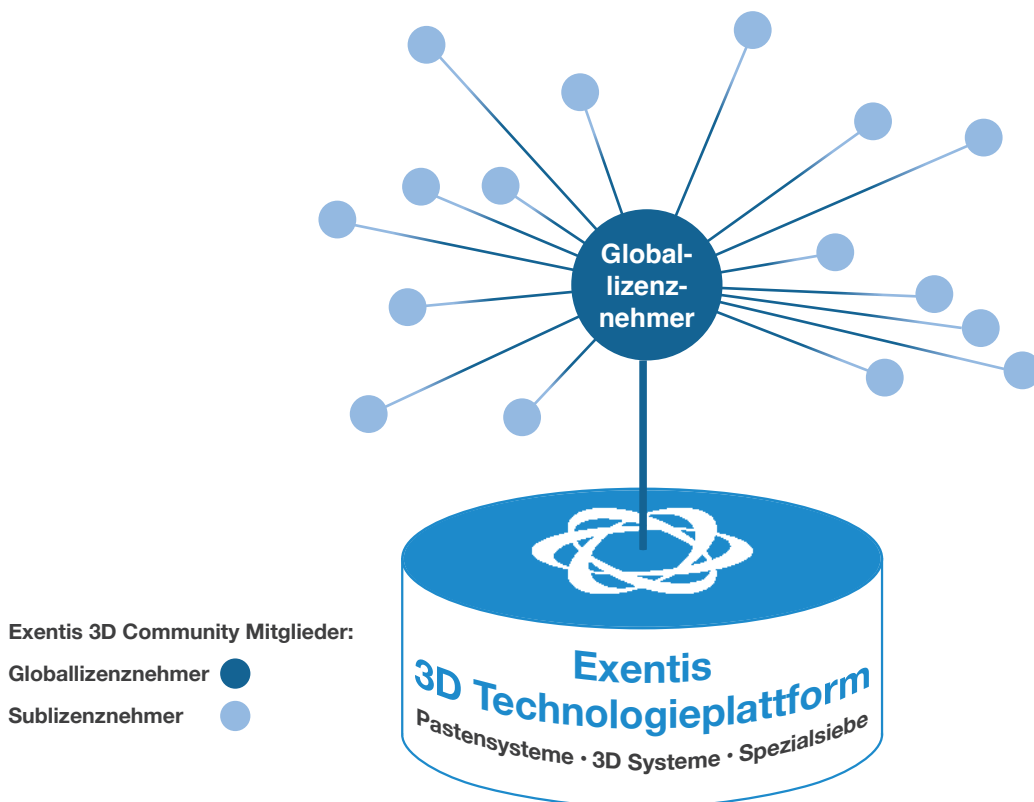 Global-
lizenz-
nehmer
Exentis 3D Community Mitglieder:
Globallizenznehmer
Sublizenznehmer
Exentis
3D Technologieplattform
Pastensysteme · 3D Systeme · Spezialsiebe